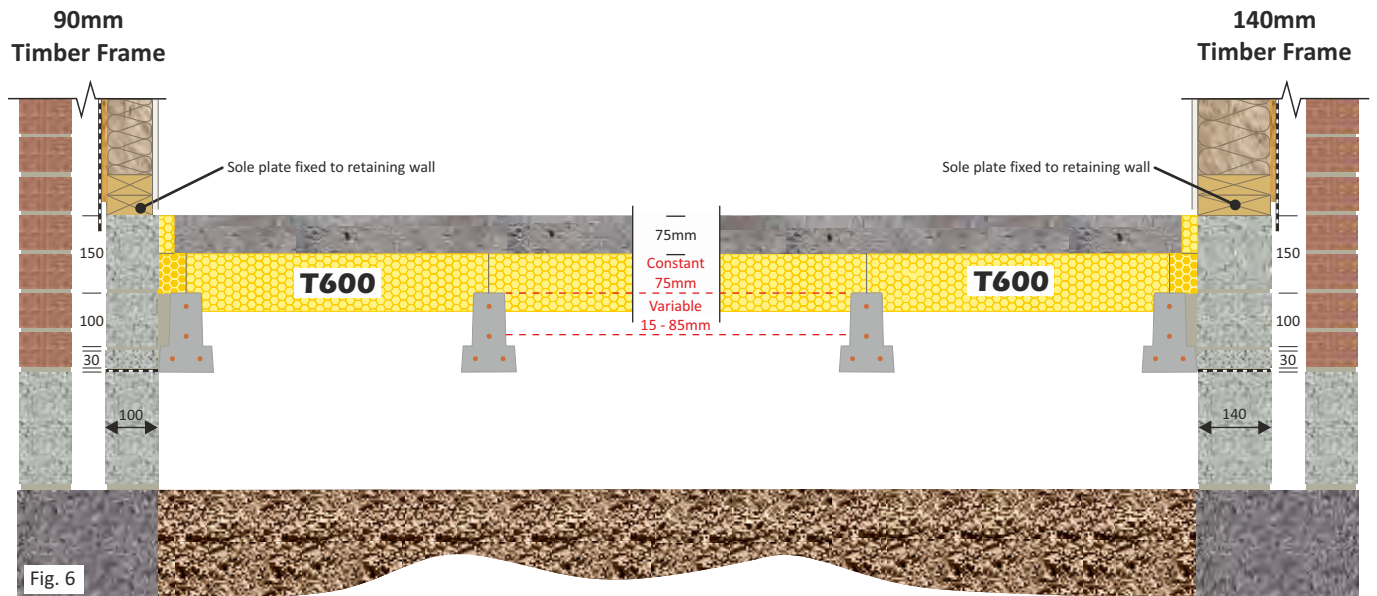 90mm
Timber Frame
140mm
Timber Frame
Sole plate fixed to retaining wall
Sole plate fixed to retaining wall
150
100
30
100
T600
75mm
Constant
75mm
Variable
15 - 85mm
T600
150
100
30
140
Fig. 6